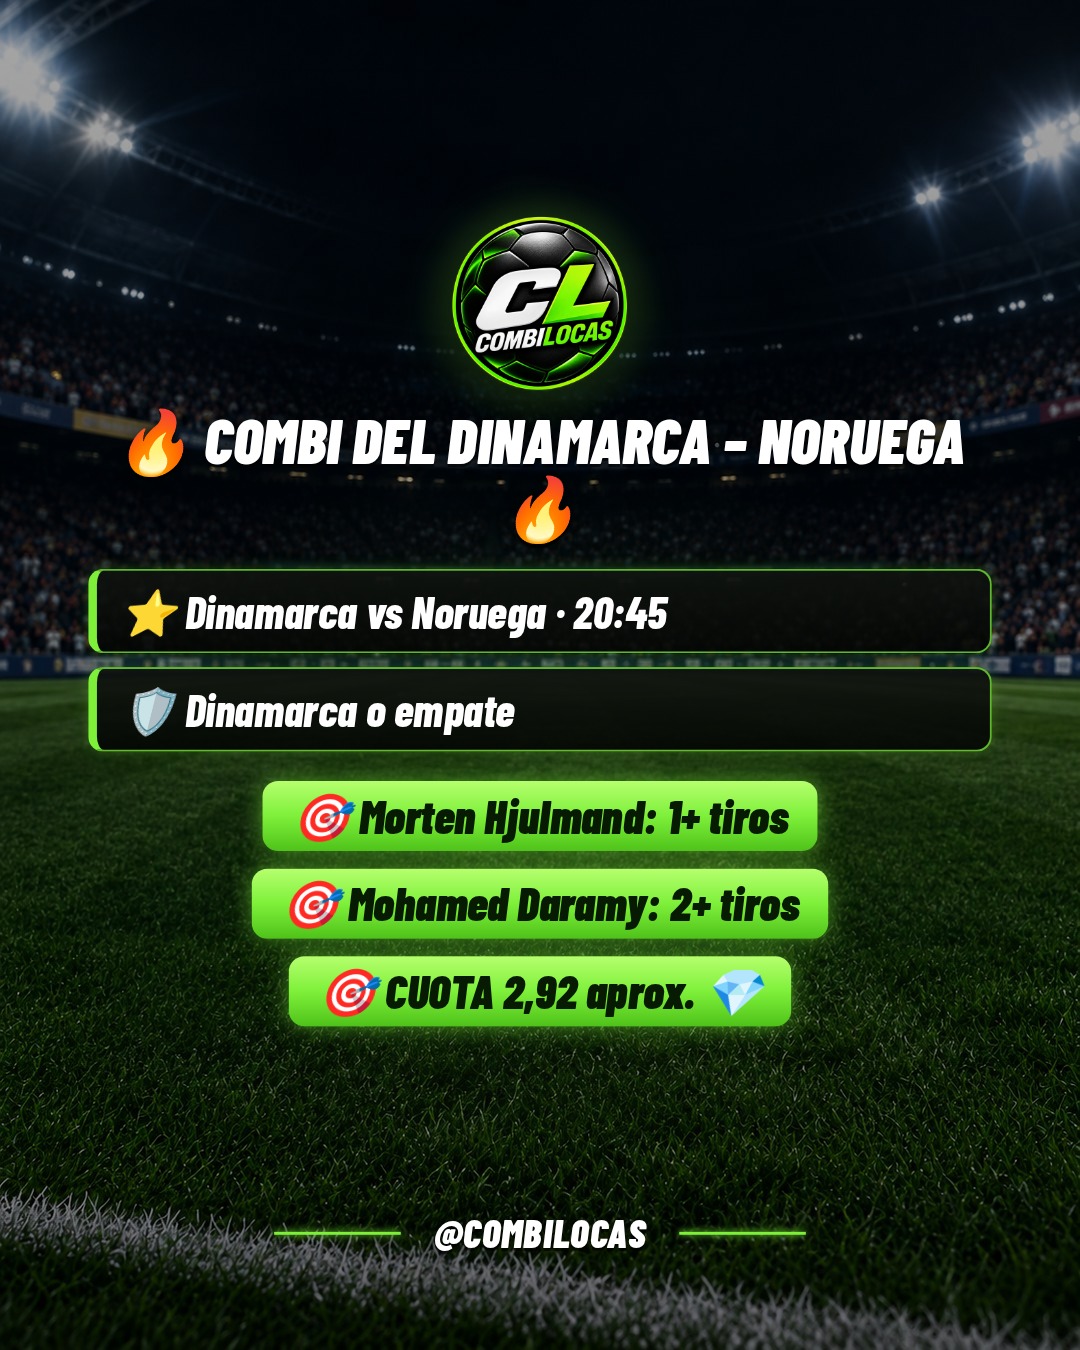 CL
COMBILOCAS
🔥 COMBI DEL DINAMARCA – NORUEGA
🔥
⭐ Dinamarca vs Noruega · 20:45
🛡️ Dinamarca o empate
🎯 Morten Hjulmand: 1+ tiros
🎯 Mohamed Daramy: 2+ tiros
🎯 CUOTA 2,92 aprox. 💎
@COMBILOCAS